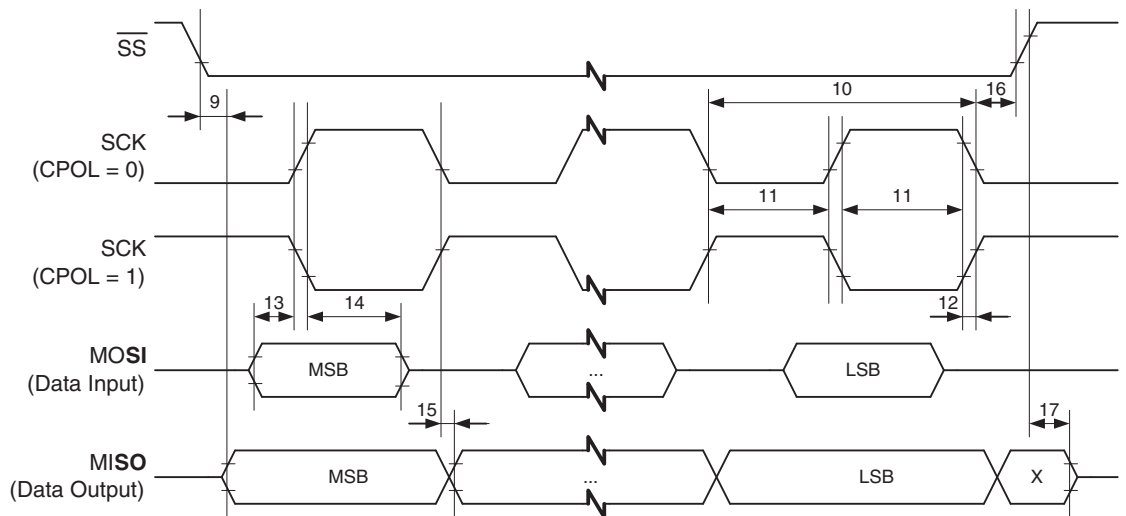 SS
9
10
16
SCK
(CPOL = 0)
11
11
SCK
(CPOL = 1)
13
14
12
MOSI
(Data Input)
MSB
...
LSB
15
17
MISO
(Data Output)
MSB
...
LSB
X